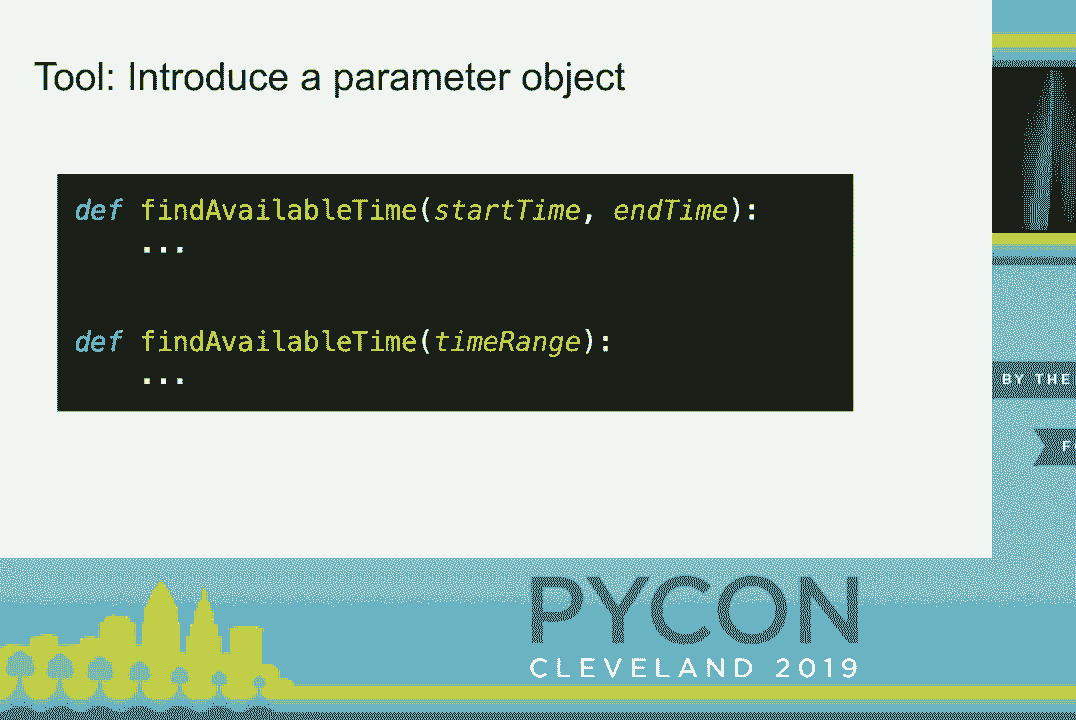 Tool: Introduce a parameter object
def findAvailableTime(startTime, endTime):
...
def findAvailableTime(timeRange):
...
BY THE
PYCON
CLEVELAND 2019